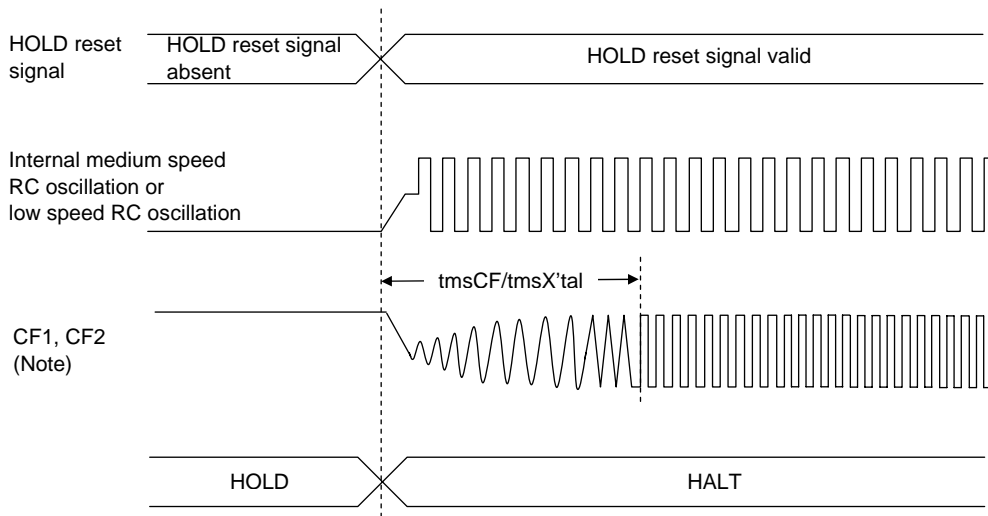 HOLD reset
signal
HOLD reset signal
absent
HOLD reset signal valid
Internal medium speed
RC oscillation or
low speed RC oscillation
tmsCF/tmsX'tal
CF1, CF2
(Note)
HOLD
HALT